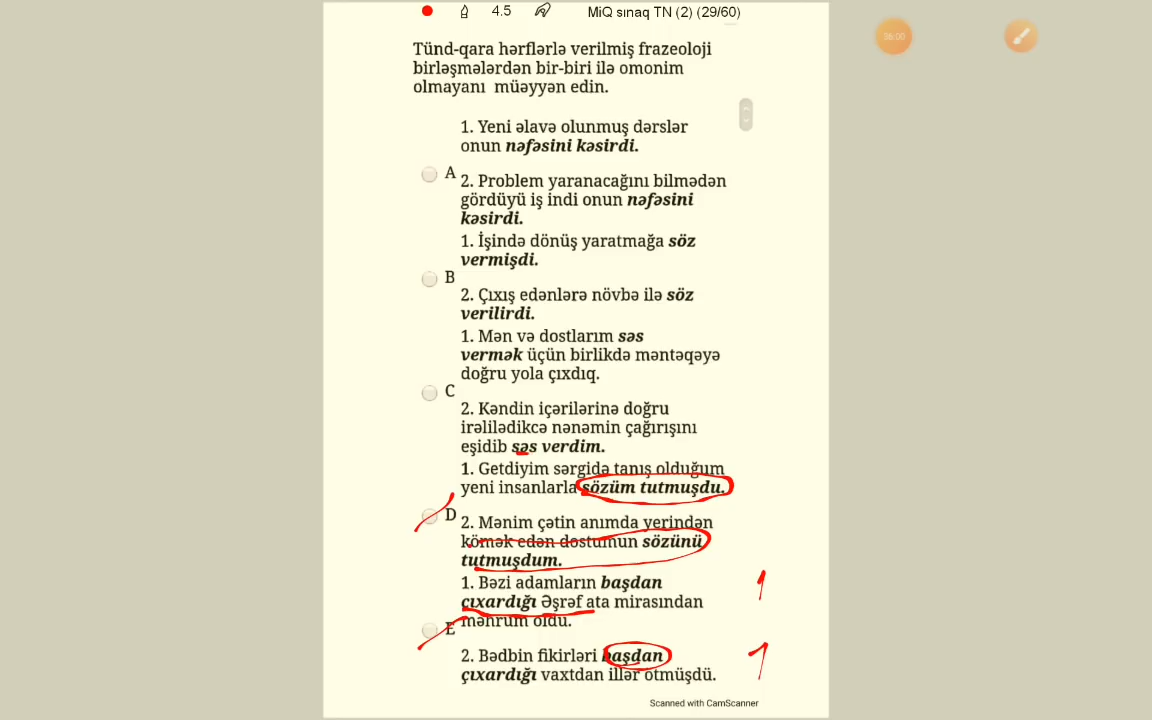 4.5 MiQ sınaq TN (2) (29/60)
56:00
Tünd-qara hərflərlə verilmiş frazeoloji
birləşmələrdən bir-biri ilə omonim
olmayanı müəyyən edin.
1. Yeni əlavə olunmuş dərslər
onun nəfəsini kəsirdi.
A
2. Problem yaranacağını bilmədən
gördüyü iş indi onun nəfəsini
kəsirdi.
1. İşində dönüş yaratmağa söz
vermişdi.
B
2. Çıxış edənlərə növbə ilə söz
verilirdi.
1. Mən və dostlarım səs
vermək üçün birlikdə məntəqəyə
doğru yola çıxdıq.
C
2. Kəndin içərilərinə doğru
irəlilədikcə nənəmin çağırışını
eşidib səs verdim.
1. Getdiyim sərgidə tanış olduğum
yeni insanlarla sözüm tutmuşdu.
D
2. Mənim çətin anımda yerindən
kömək edən dostumun sözünü
tutmuşdum.
1. Bəzi adamların başdan
çıxardığı Əşrəf ata mirasından
məhrum oldu.
E
2. Bədbin fikirləri başdan
çıxardığı vaxtdan illər ötmüşdü.
1
1
Scanned with CamScanner